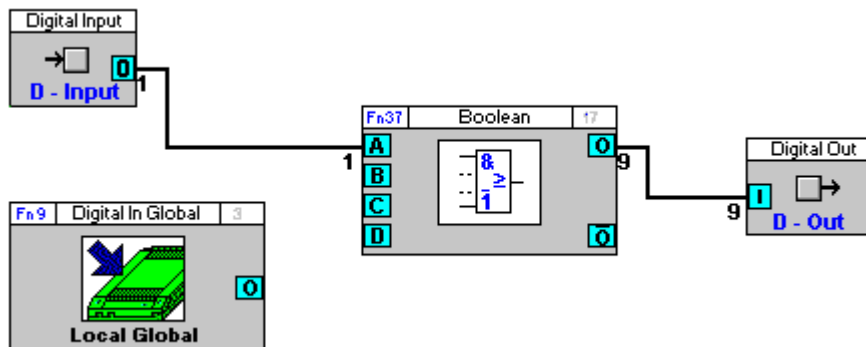 Digital Input
O
D - Input
1
Fn37 Boolean 17
A
B
C
D
&
≥
1
O
O
1
9
Digital Out
I
D - Out
9
Fn9 Digital In Global 3
O
Local Global